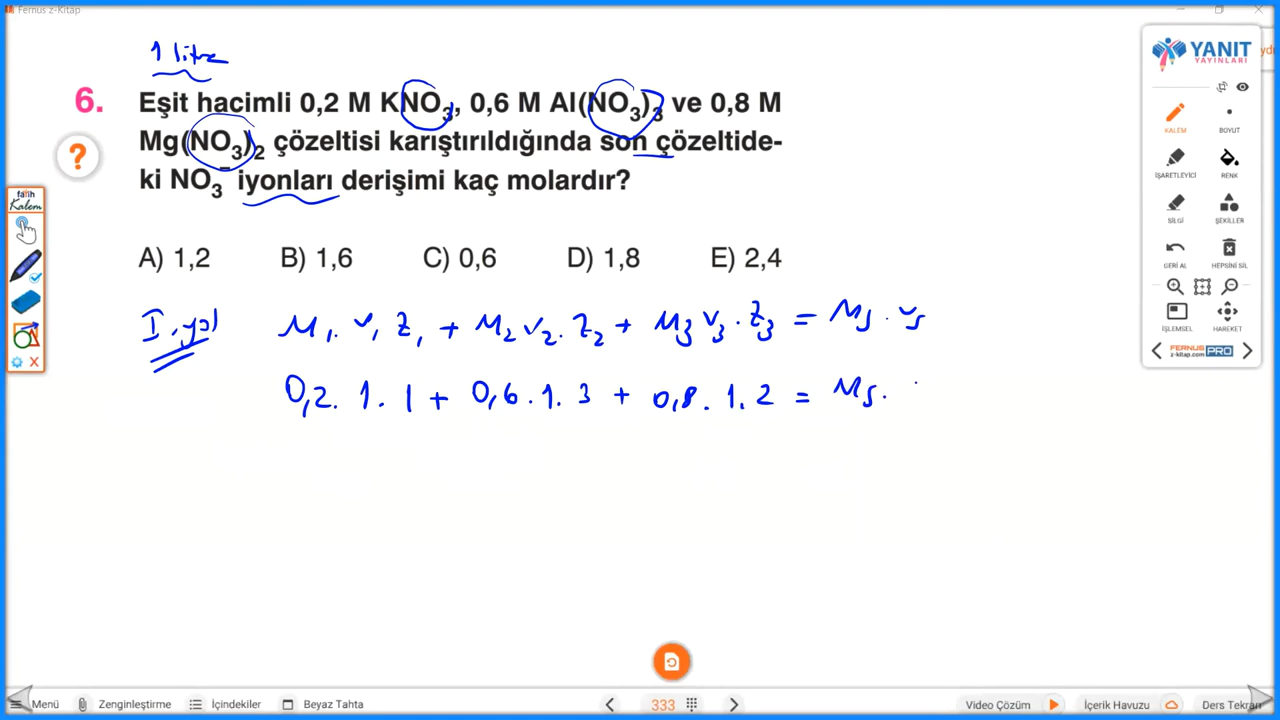 Fernus z-Kitap
1 litre
YANIT
YAYINLARI
6. Eşit hacimli 0,2 M KNO3, 0,6 M Al(NO3)3 ve 0,8 M
Mg(NO3)2 çözeltisi karıştırıldığında son çözeltide-
ki NO3⁻ iyonları derişimi kaç molardır?
?
A) 1,2 B) 1,6 C) 0,6 D) 1,8 E) 2,4
I. yol M1. V1 Z1 + M2 V2. Z2 + M3 V3. Z3 = Ms. Vs
0,2. 1. 1 + 0,6. 1. 3 + 0,8. 1. 2 = Ms.
fatih
Kalem
KALEM BOYUT
İŞARETLEYİCİ RENK
SİLGİ ŞEKİLLER
GERİ AL HEPSİNİ SİL
İŞLEMSEL HAREKET
FERNUS PRO
z-kitap.com
Menü Zenginleştirme İçindekiler Beyaz Tahta 333 Video Çözüm İçerik Havuzu Ders Tekrarı